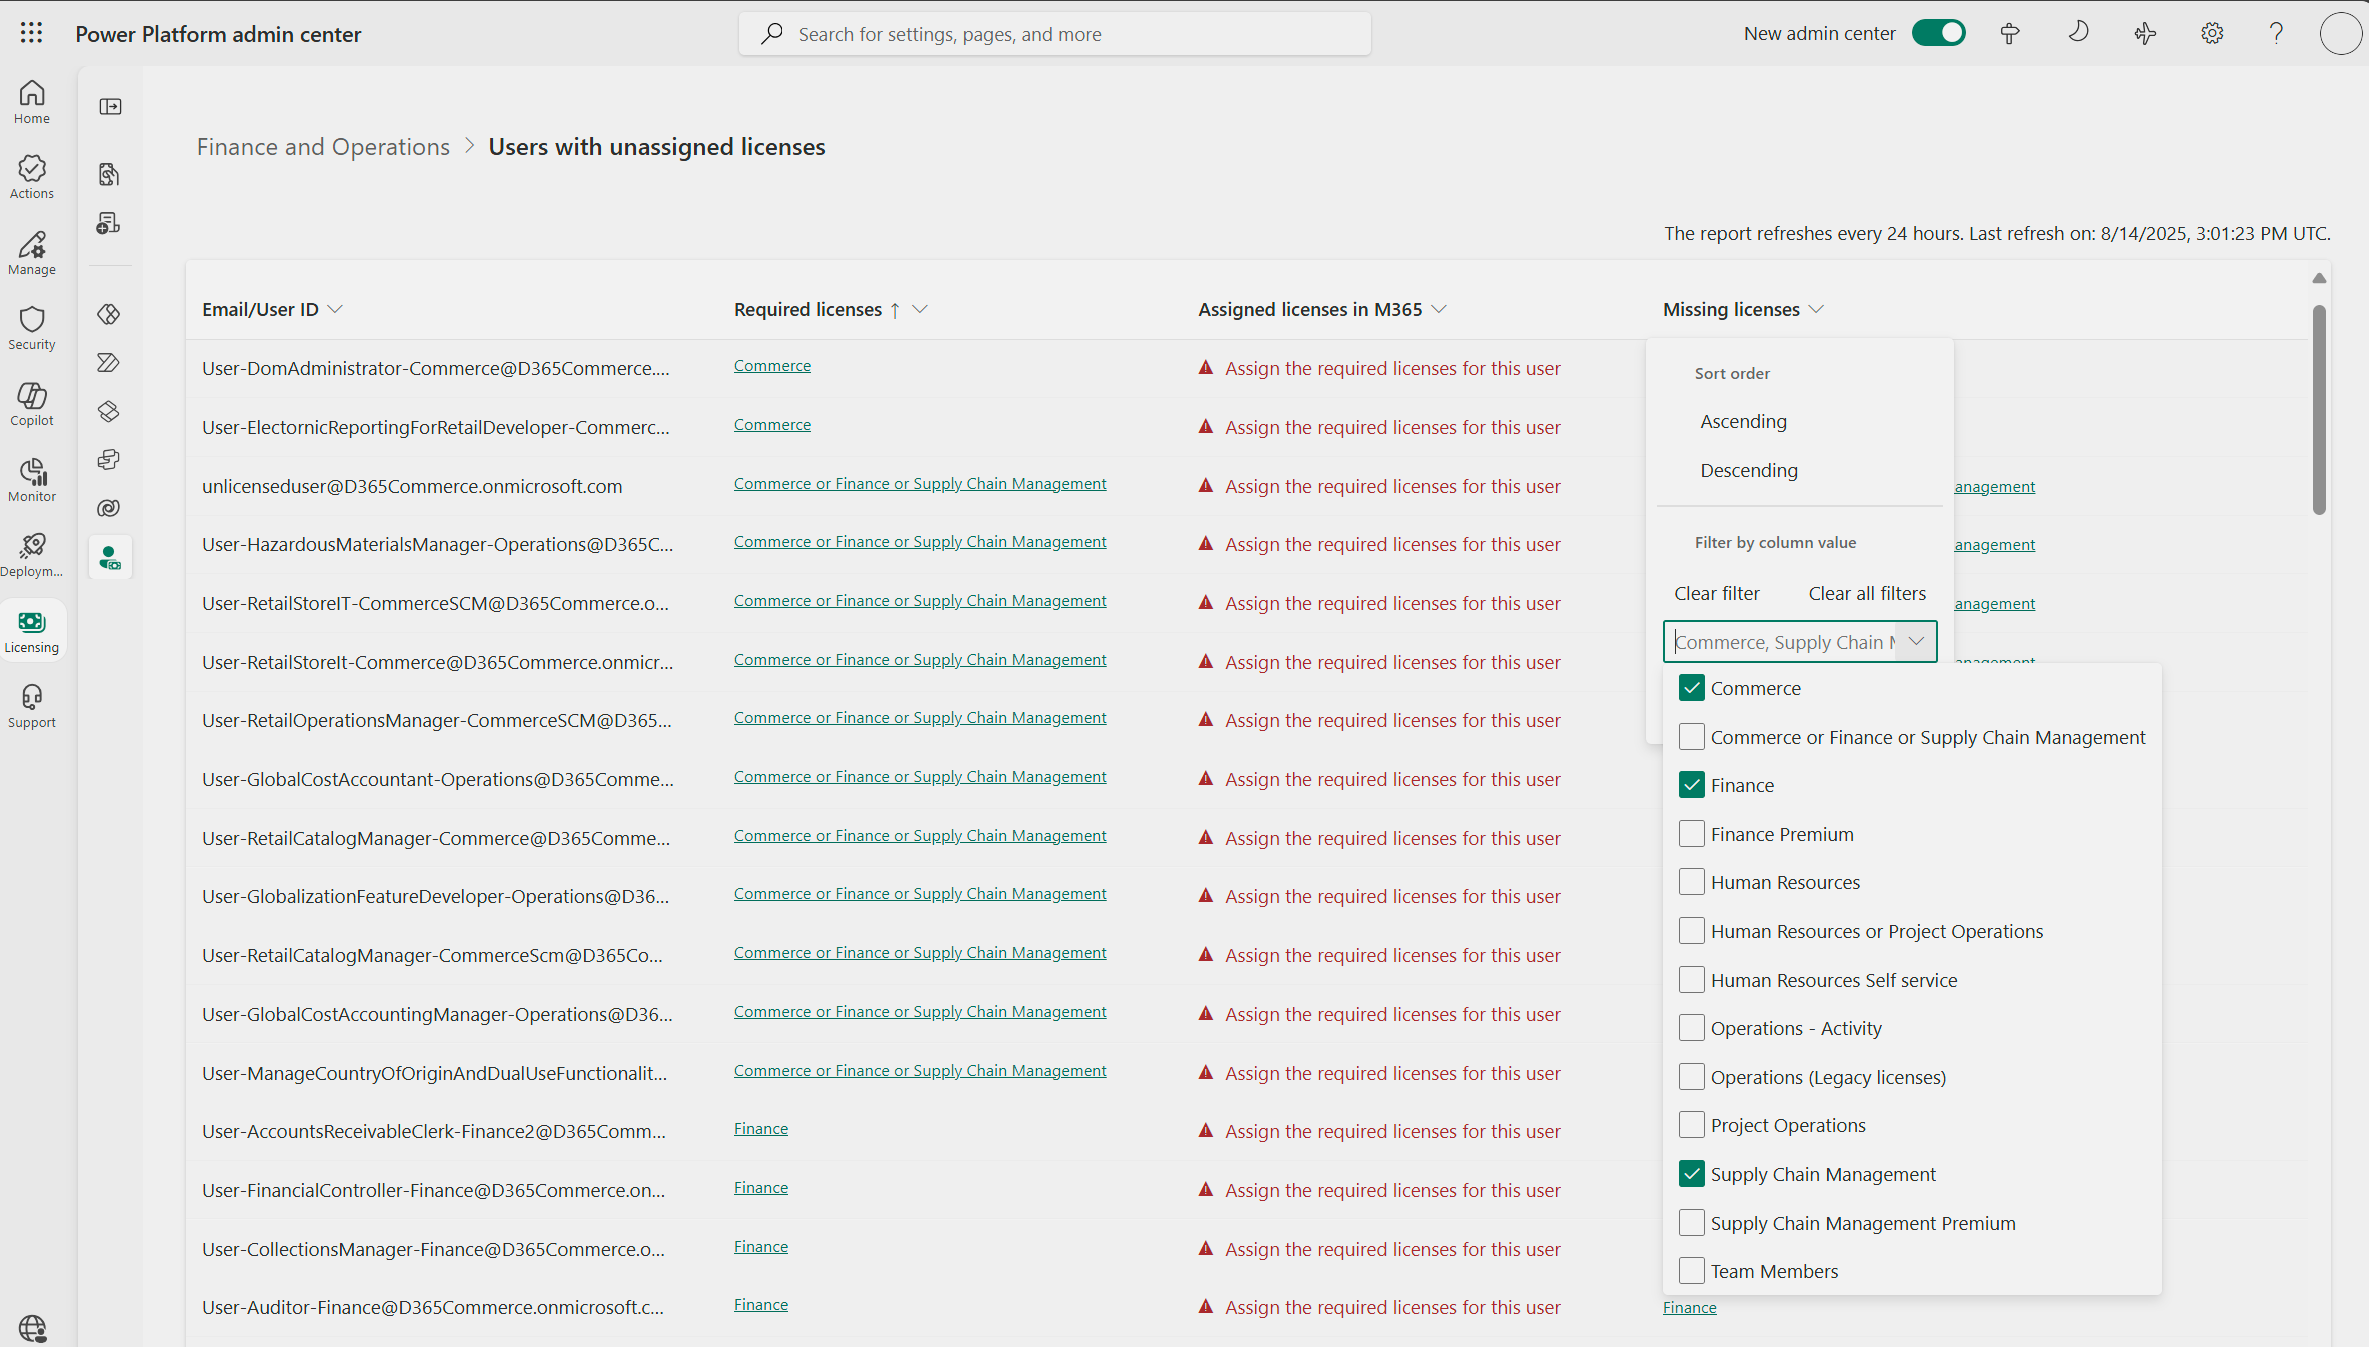 Power Platform admin center
Search for settings, pages, and more
New admin center
Home
Actions
Manage
Security
Copilot
Monitor
Deploym...
Licensing
Support
Finance and Operations > Users with unassigned licenses
The report refreshes every 24 hours. Last refresh on: 8/14/2025, 3:01:23 PM UTC.
Email/User ID Required licenses ↑ Assigned licenses in M365 Missing licenses
User-DomAdministrator-Commerce@D365Commerce.... Commerce Assign the required licenses for this user
User-ElectornicReportingForRetailDeveloper-Commerc... Commerce Assign the required licenses for this user
unlicenseduser@D365Commerce.onmicrosoft.com Commerce or Finance or Supply Chain Management Assign the required licenses for this user anagement
User-HazardousMaterialsManager-Operations@D365C... Commerce or Finance or Supply Chain Management Assign the required licenses for this user anagement
User-RetailStoreIT-CommerceSCM@D365Commerce.o... Commerce or Finance or Supply Chain Management Assign the required licenses for this user anagement
User-RetailStoreIt-Commerce@D365Commerce.onmicr... Commerce or Finance or Supply Chain Management Assign the required licenses for this user anagement
User-RetailOperationsManager-CommerceSCM@D365... Commerce or Finance or Supply Chain Management Assign the required licenses for this user
User-GlobalCostAccountant-Operations@D365Comme... Commerce or Finance or Supply Chain Management Assign the required licenses for this user
User-RetailCatalogManager-Commerce@D365Comme... Commerce or Finance or Supply Chain Management Assign the required licenses for this user
User-GlobalizationFeatureDeveloper-Operations@D36... Commerce or Finance or Supply Chain Management Assign the required licenses for this user
User-RetailCatalogManager-CommerceScm@D365Co... Commerce or Finance or Supply Chain Management Assign the required licenses for this user
User-GlobalCostAccountingManager-Operations@D36... Commerce or Finance or Supply Chain Management Assign the required licenses for this user
User-ManageCountryOfOriginAndDualUseFunctionalit... Commerce or Finance or Supply Chain Management Assign the required licenses for this user
User-AccountsReceivableClerk-Finance2@D365Comm... Finance Assign the required licenses for this user
User-FinancialController-Finance@D365Commerce.on... Finance Assign the required licenses for this user
User-CollectionsManager-Finance@D365Commerce.o... Finance Assign the required licenses for this user
User-Auditor-Finance@D365Commerce.onmicrosoft.c... Finance Assign the required licenses for this user Finance
Sort order
Ascending
Descending
Filter by column value
Clear filter Clear all filters
Commerce, Supply Chain M
Commerce
Commerce or Finance or Supply Chain Management
Finance
Finance Premium
Human Resources
Human Resources or Project Operations
Human Resources Self service
Operations - Activity
Operations (Legacy licenses)
Project Operations
Supply Chain Management
Supply Chain Management Premium
Team Members